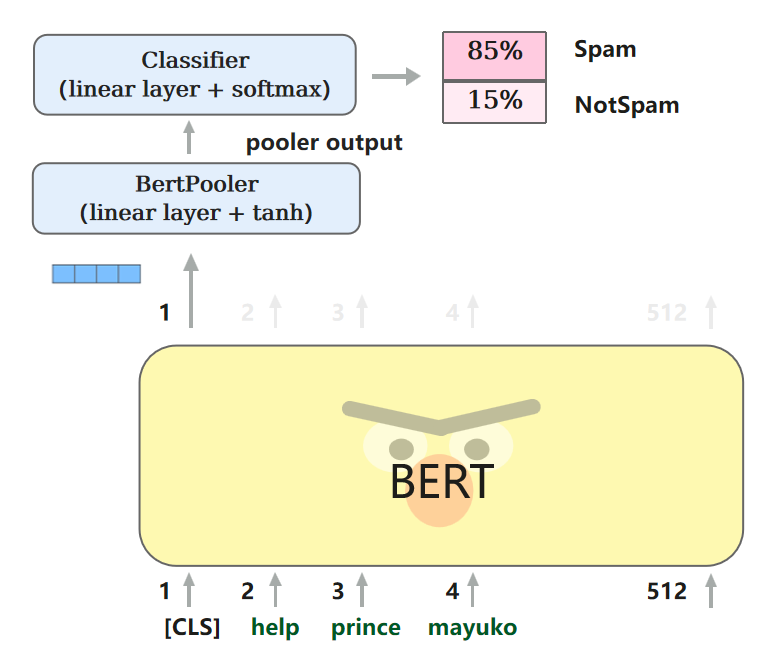 Classifier
(linear layer + softmax)
85% Spam
15% NotSpam
pooler output
BertPooler
(linear layer + tanh)
1 2 3 4 512
BERT
1 2 3 4 512
[CLS] help prince mayuko